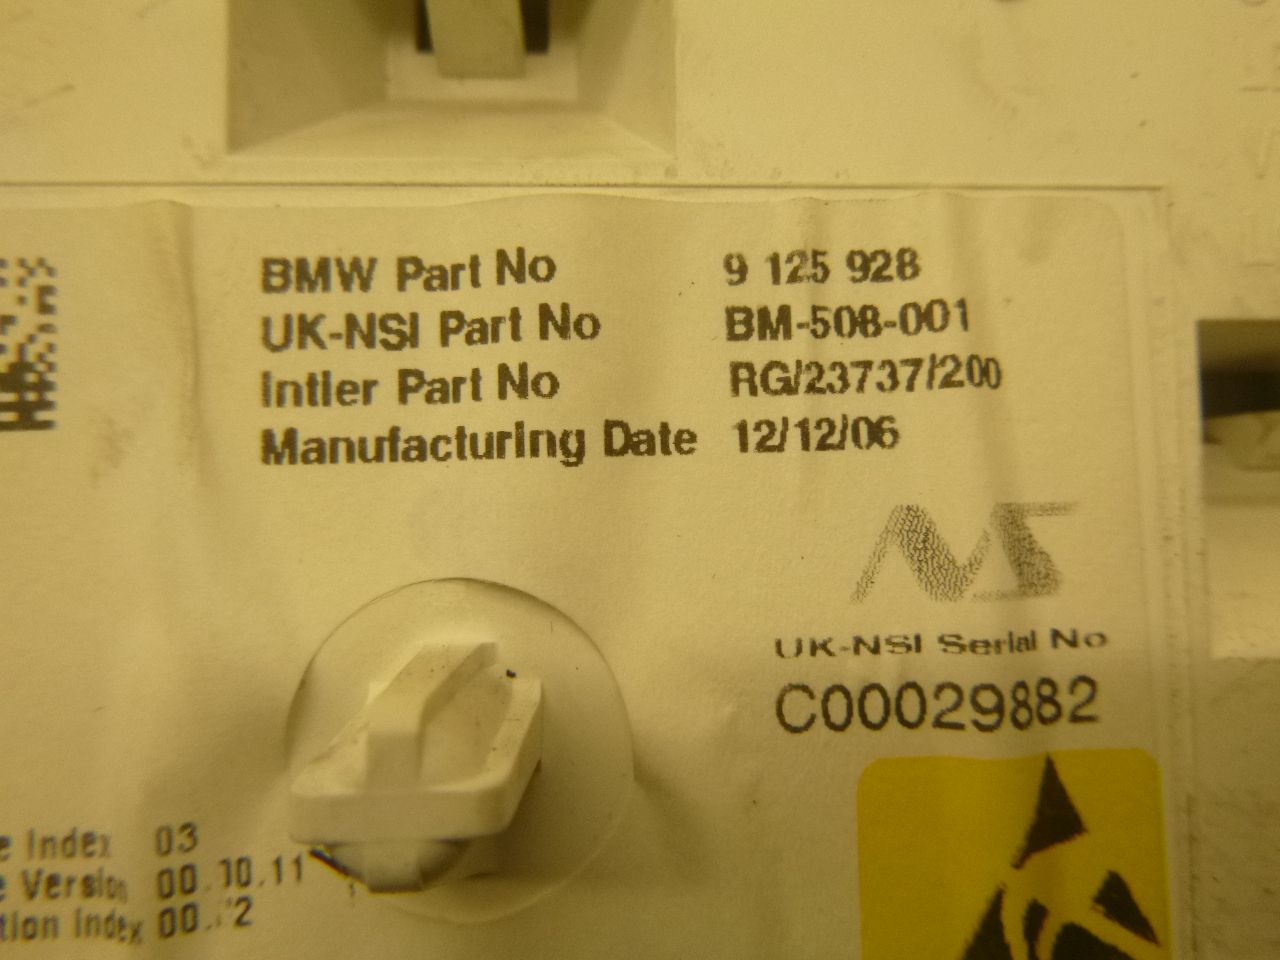 BMW Part No 9 125 928
UK-NSI Part No BM-508-001
Intier Part No RG/23737/200
Manufacturing Date 12/12/06
NS
UK-NSI Serial No
C00029882
e Index 03
e Version 00.10.11
tion Index